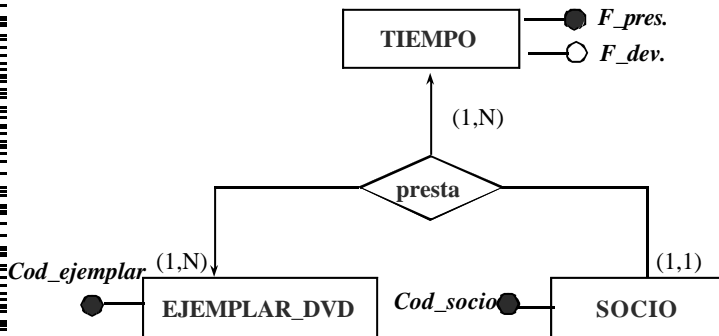 F_pres.
TIEMPO
F_dev.
(1,N)
presta
Cod_ejemplar
(1,N)
(1,1)
EJEMPLAR_DVD
Cod_socio
SOCIO